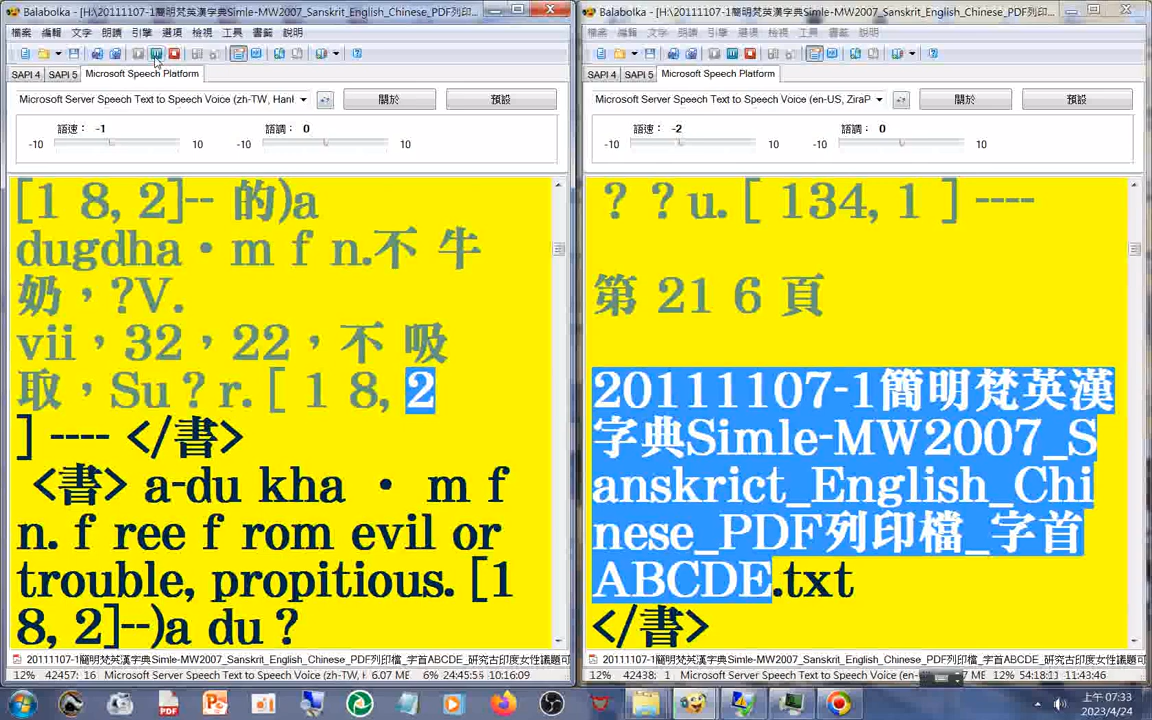 Balabolka - [H:\20111107-1簡明梵英漢字典Simle-MW2007_Sanskrit_English_Chinese_PDF列印...
檔案 編輯 文字 朗讀 引擎 選項 檢視 工具 書籤 說明
SAPI 4 SAPI 5 Microsoft Speech Platform
Microsoft Server Speech Text to Speech Voice (zh-TW, Hanl
關於
預設
語速： -1
語調： 0
-10 10 -10 10
[1 8, 2]-- 的)a
dugdha‧m f n.不 牛
奶，?V.
vii，32，22，不 吸
取，Su？r. [ 1 8, 2
] ---- </書>
<書> a-du kha ‧ m f
n. f ree f rom evil or
trouble, propitious. [1
8, 2]--)a du？
20111107-1簡明梵英漢字典Simle-MW2007_Sanskrit_English_Chinese_PDF列印檔_字首ABCDE_研究古印度女性議題可
12% 42457: 16 Microsoft Server Speech Text to Speech Voice (zh-TW, H 6.07 ME 6% 24:45:55 10:16:09
Balabolka - [H:\20111107-1簡明梵英漢字典Simle-MW2007_Sanskrit_English_Chinese_PDF列印...
檔案 編輯 文字 朗讀 引擎 選項 檢視 工具 書籤 說明
SAPI 4 SAPI 5 Microsoft Speech Platform
Microsoft Server Speech Text to Speech Voice (en-US, ZiraP
關於
預設
語速： -2
語調： 0
-10 10 -10 10
？？u. [ 134, 1 ] ----
第 21 6 頁
20111107-1簡明梵英漢
字典Simle-MW2007_S
anskrict_English_Chi
nese_PDF列印檔_字首
ABCDE.txt
</書>
20111107-1簡明梵英漢字典Simle-MW2007_Sanskrit_English_Chinese_PDF列印檔_字首ABCDE_研究古印度女性議題可
12% 42438: 1 Microsoft Server Speech Text to Speech Voice (en-US, ME 12% 54:18:11 11:43:46
上午 07:33
2023/4/24